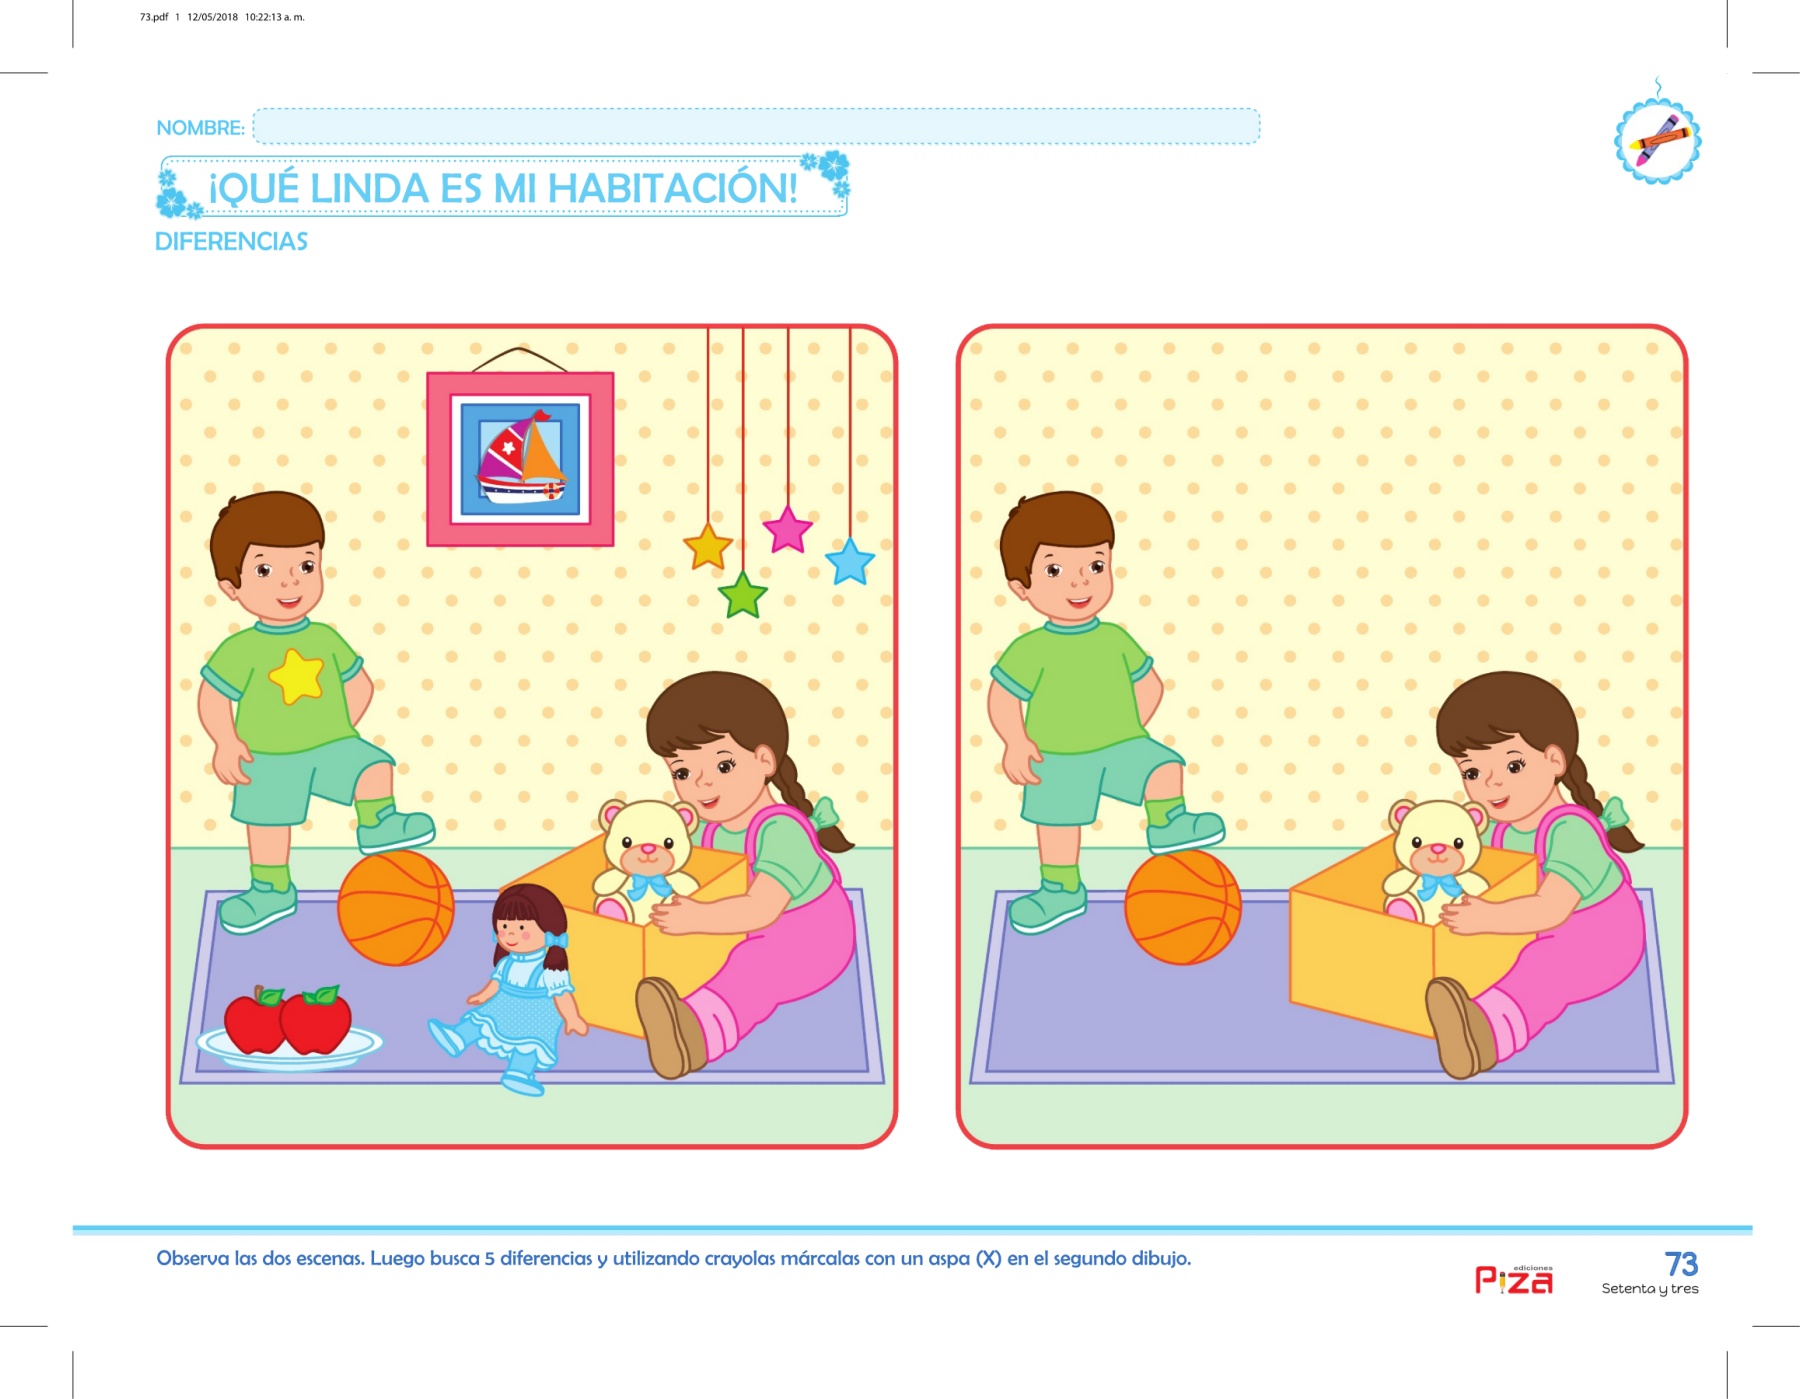 73.pdf 1 12/05/2018 10:22:13 a. m.
NOMBRE:
¡QUÉ LINDA ES MI HABITACIÓN!
DIFERENCIAS
Observa las dos escenas. Luego busca 5 diferencias y utilizando crayolas márcalas con un aspa (X) en el segundo dibujo.
ediciones
Piza
73
Setenta y tres